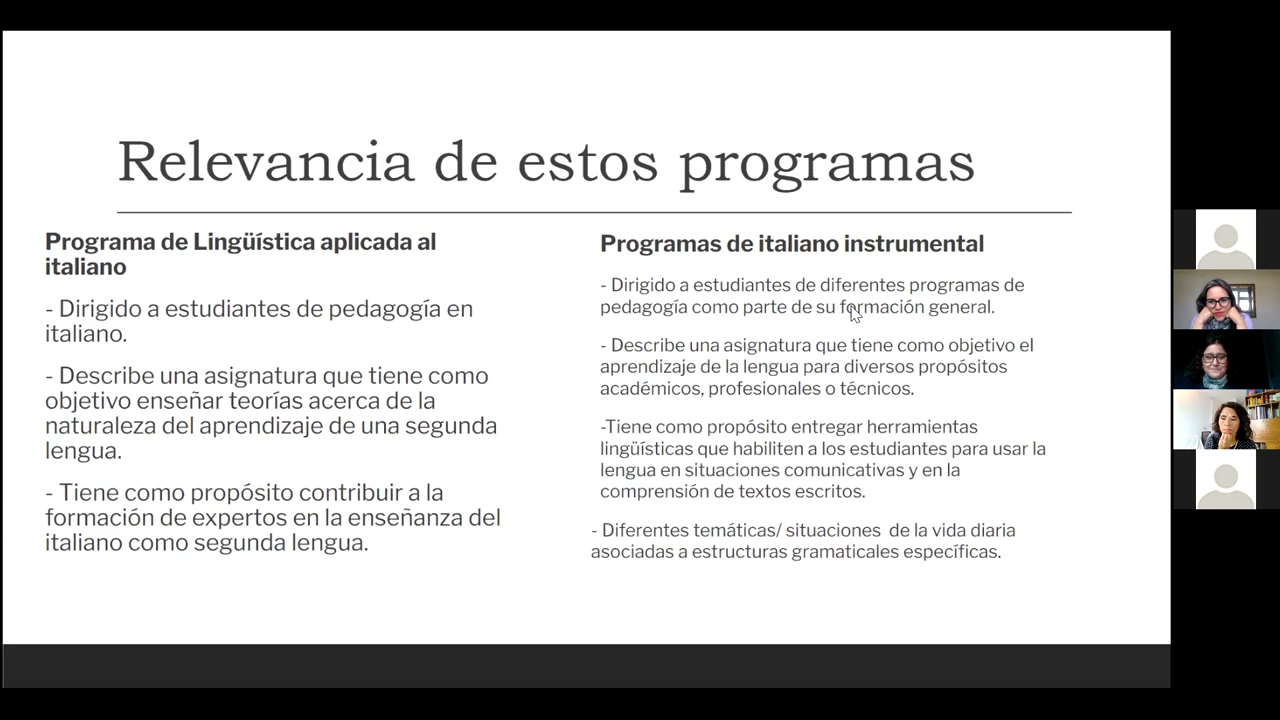 Relevancia de estos programas
Programa de Lingüística aplicada al
italiano
- Dirigido a estudiantes de pedagogía en
italiano.
- Describe una asignatura que tiene como
objetivo enseñar teorías acerca de la
naturaleza del aprendizaje de una segunda
lengua.
- Tiene como propósito contribuir a la
formación de expertos en la enseñanza del
italiano como segunda lengua.
Programas de italiano instrumental
- Dirigido a estudiantes de diferentes programas de
pedagogía como parte de su formación general.
- Describe una asignatura que tiene como objetivo el
aprendizaje de la lengua para diversos propósitos
académicos, profesionales o técnicos.
-Tiene como propósito entregar herramientas
lingüísticas que habiliten a los estudiantes para usar la
lengua en situaciones comunicativas y en la
comprensión de textos escritos.
- Diferentes temáticas/ situaciones  de la vida diaria
asociadas a estructuras gramaticales específicas.